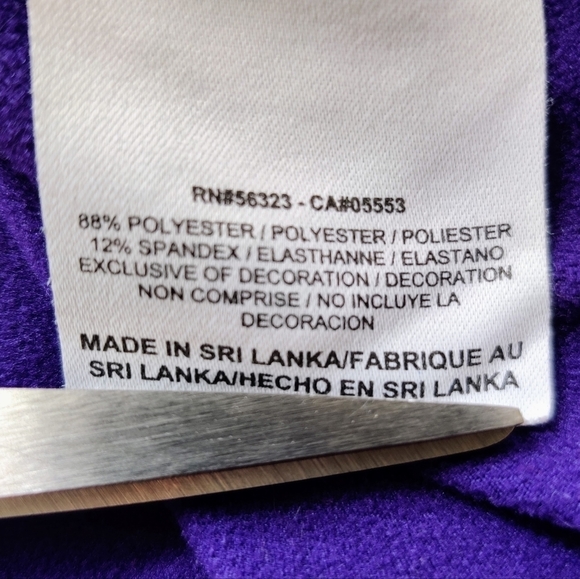 RN#56323 - CA#05553
88% POLYESTER / POLYESTER / POLIESTER
12% SPANDEX / ELASTHANNE / ELASTANO
EXCLUSIVE OF DECORATION / DECORATION
NON COMPRISE / NO INCLUYE LA
DECORACION
MADE IN SRI LANKA/FABRIQUE AU
SRI LANKA/HECHO EN SRI LANKA